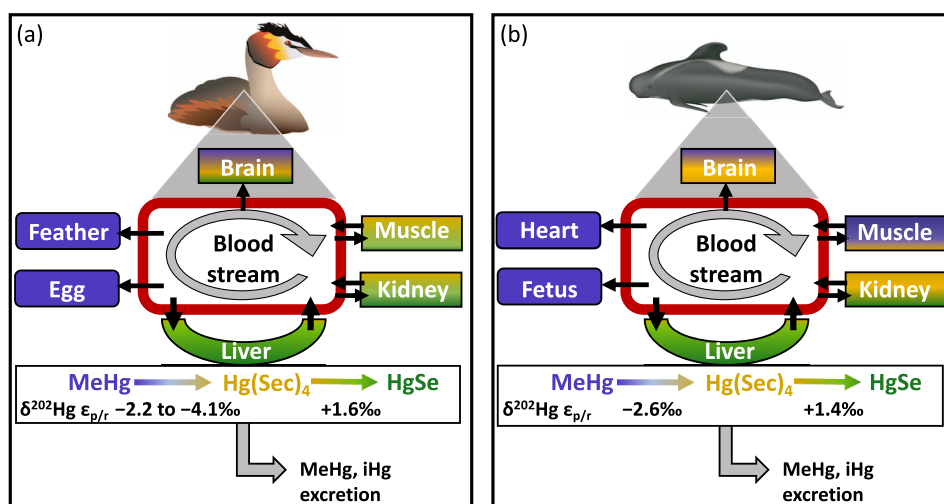 (a)
Brain
Feather
Muscle
Blood
stream
Egg
Kidney
Liver
MeHg Hg(Sec)₄ HgSe
δ²⁰²Hg ε_p/r −2.2 to −4.1‰ +1.6‰
MeHg, iHg
excretion
(b)
Brain
Heart
Muscle
Blood
stream
Fetus
Kidney
Liver
MeHg Hg(Sec)₄ HgSe
δ²⁰²Hg ε_p/r −2.6‰ +1.4‰
MeHg, iHg
excretion